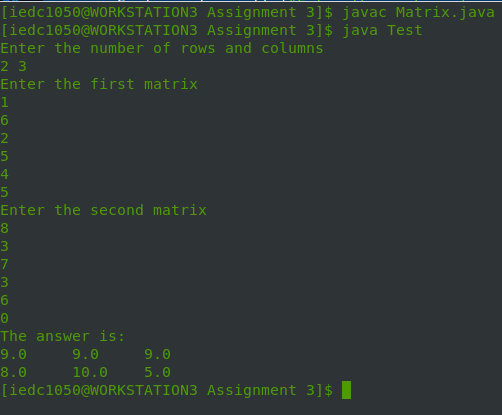 [iedc1050@WORKSTATION3 Assignment 3]$ javac Matrix.java
[iedc1050@WORKSTATION3 Assignment 3]$ java Test
Enter the number of rows and columns
2 3
Enter the first matrix
1
6
2
5
4
5
Enter the second matrix
8
3
7
3
6
0
The answer is:
9.0     9.0     9.0
8.0     10.0    5.0
[iedc1050@WORKSTATION3 Assignment 3]$